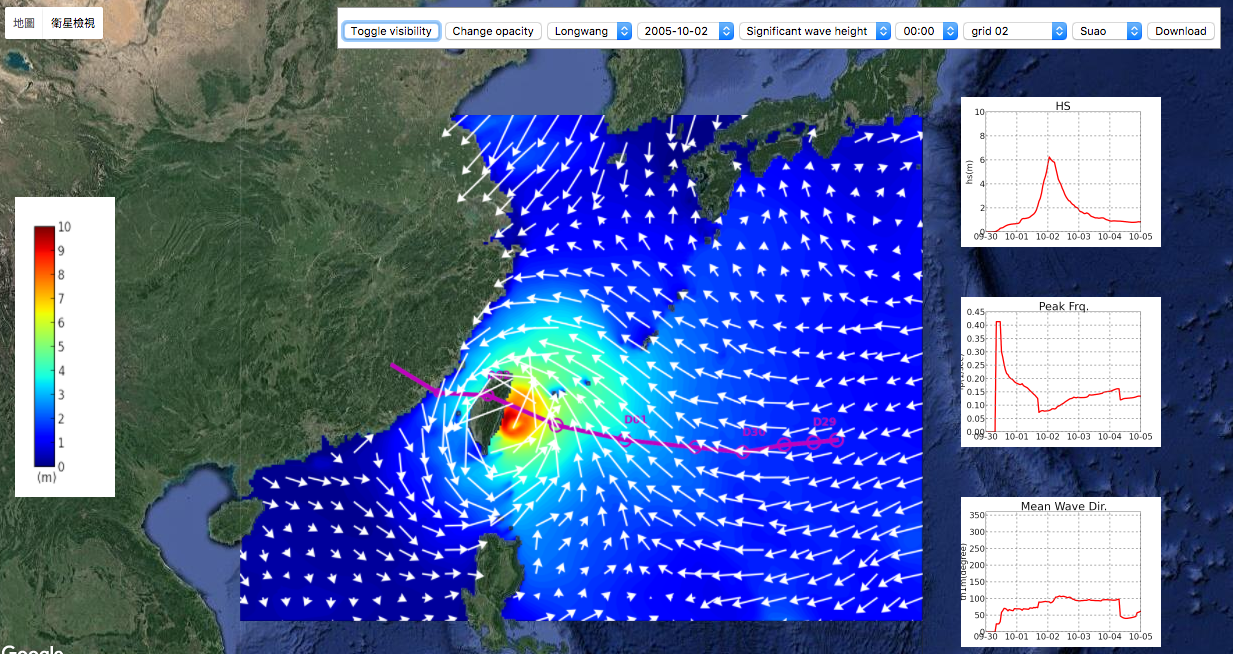 地圖 衛星檢視
Toggle visibility Change opacity Longwang 2005-10-02 Significant wave height 00:00 grid 02 Suao Download
10
9
8
7
6
5
4
3
2
1
0
(m)
D01
D30
D29
HS
10
8
6
4
2
0
hs(m)
09-30 10-01 10-02 10-03 10-04 10-05
Peak Frq.
0.45
0.40
0.35
0.30
0.25
0.20
0.15
0.10
0.05
0.00
09-30 10-01 10-02 10-03 10-04 10-05
Mean Wave Dir.
350
300
250
200
150
100
50
0
th1m(degree)
09-30 10-01 10-02 10-03 10-04 10-05
Google